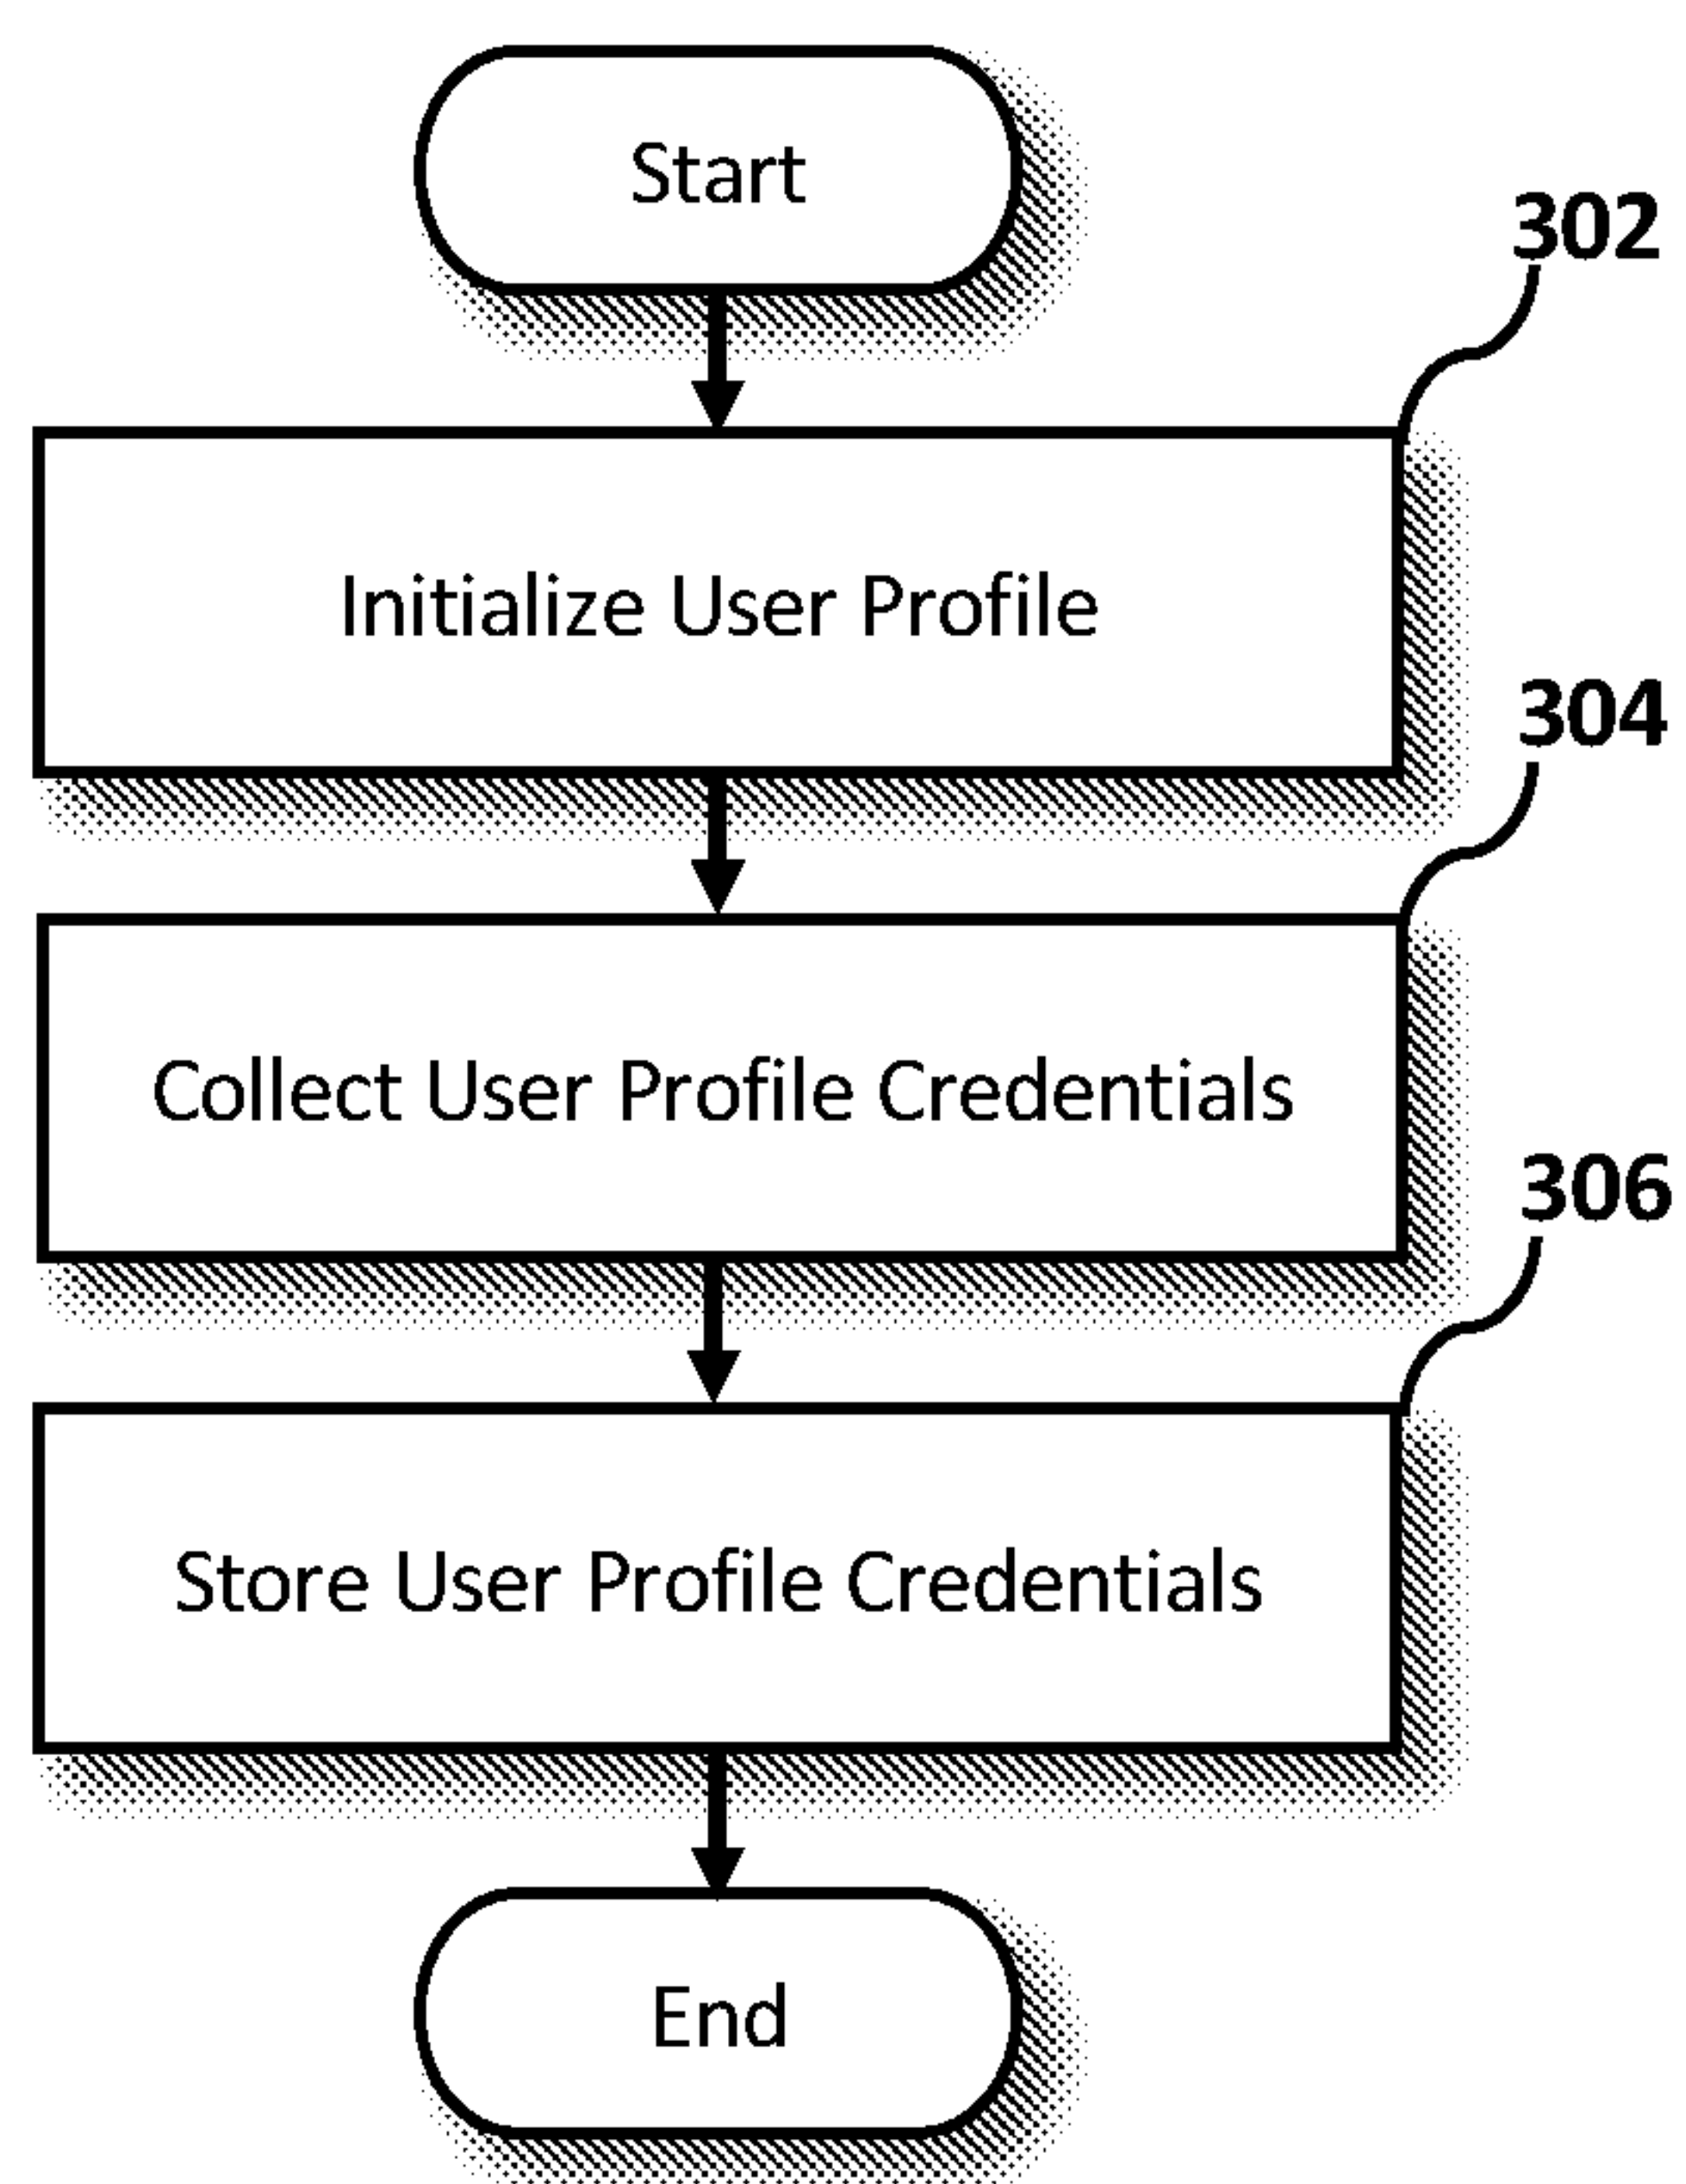 Start
302
Initialize User Profile
304
Collect User Profile Credentials
306
Store User Profile Credentials
End